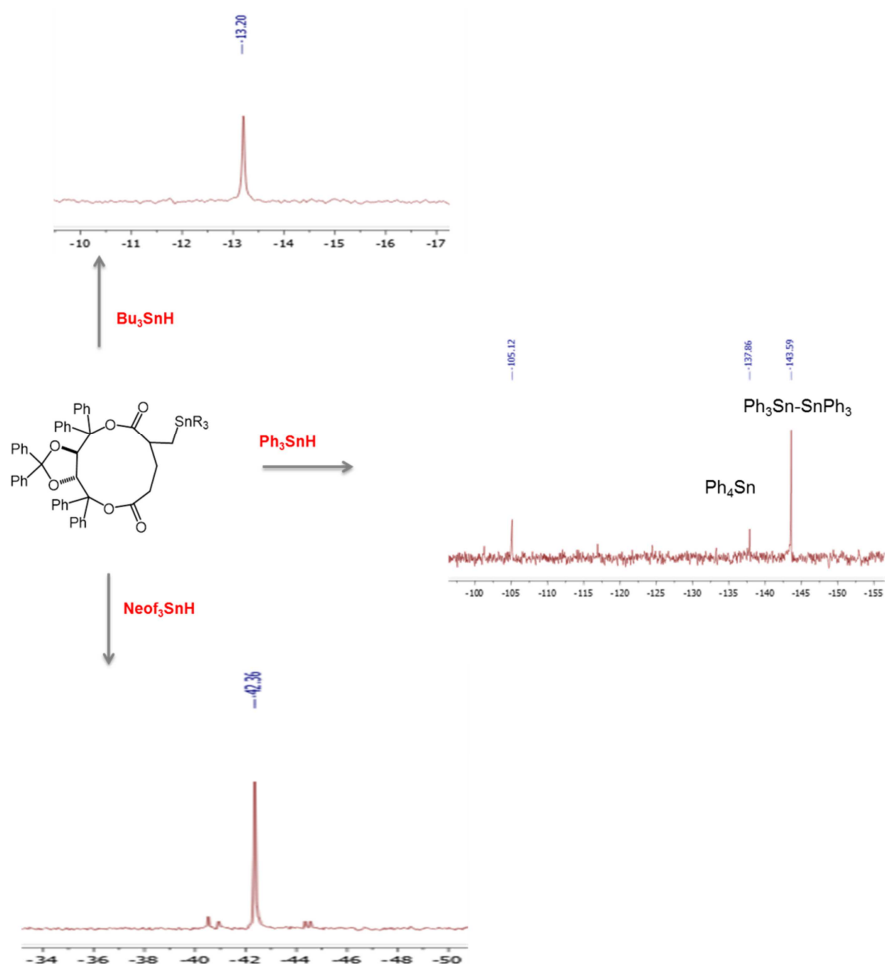 -13.20
-10 -11 -12 -13 -14 -15 -16 -17
Bu₃SnH
-105.12 -137.86 -143.59
Ph₃Sn-SnPh₃
Ph₄Sn
Ph₃SnH
-100 -105 -110 -115 -120 -125 -130 -135 -140 -145 -150 -155
O SnR₃
Ph Ph O
Ph O
Ph O
Ph O
Ph O
Neof₃SnH
-42.36
-34 -36 -38 -40 -42 -44 -46 -48 -50